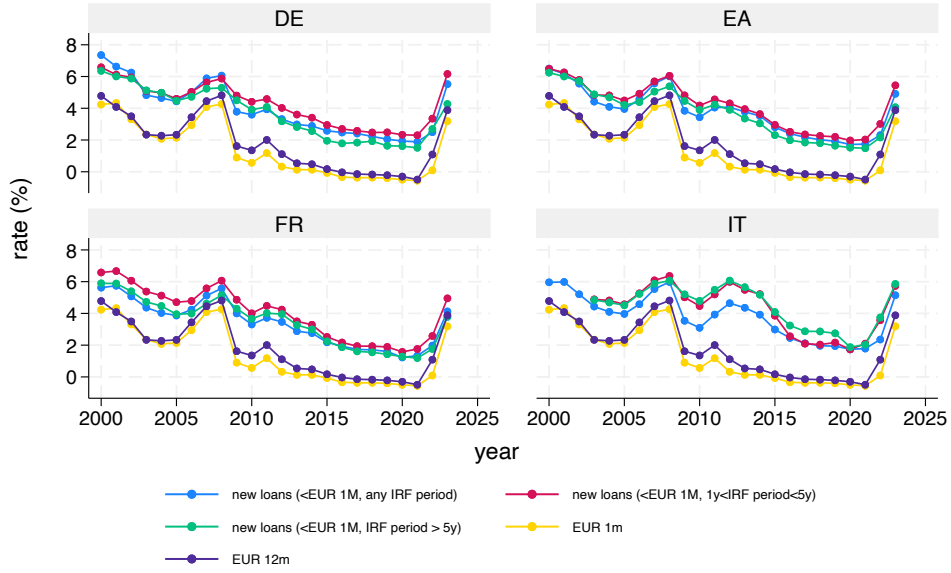 DE
EA
8
6
4
2
0
FR
IT
8
6
4
2
0
rate (%)
2000 2005 2010 2015 2020 2025 2000 2005 2010 2015 2020 2025
year
new loans (<EUR 1M, any IRF period)
new loans (<EUR 1M, 1y<IRF period<5y)
new loans (<EUR 1M, IRF period > 5y)
EUR 1m
EUR 12m